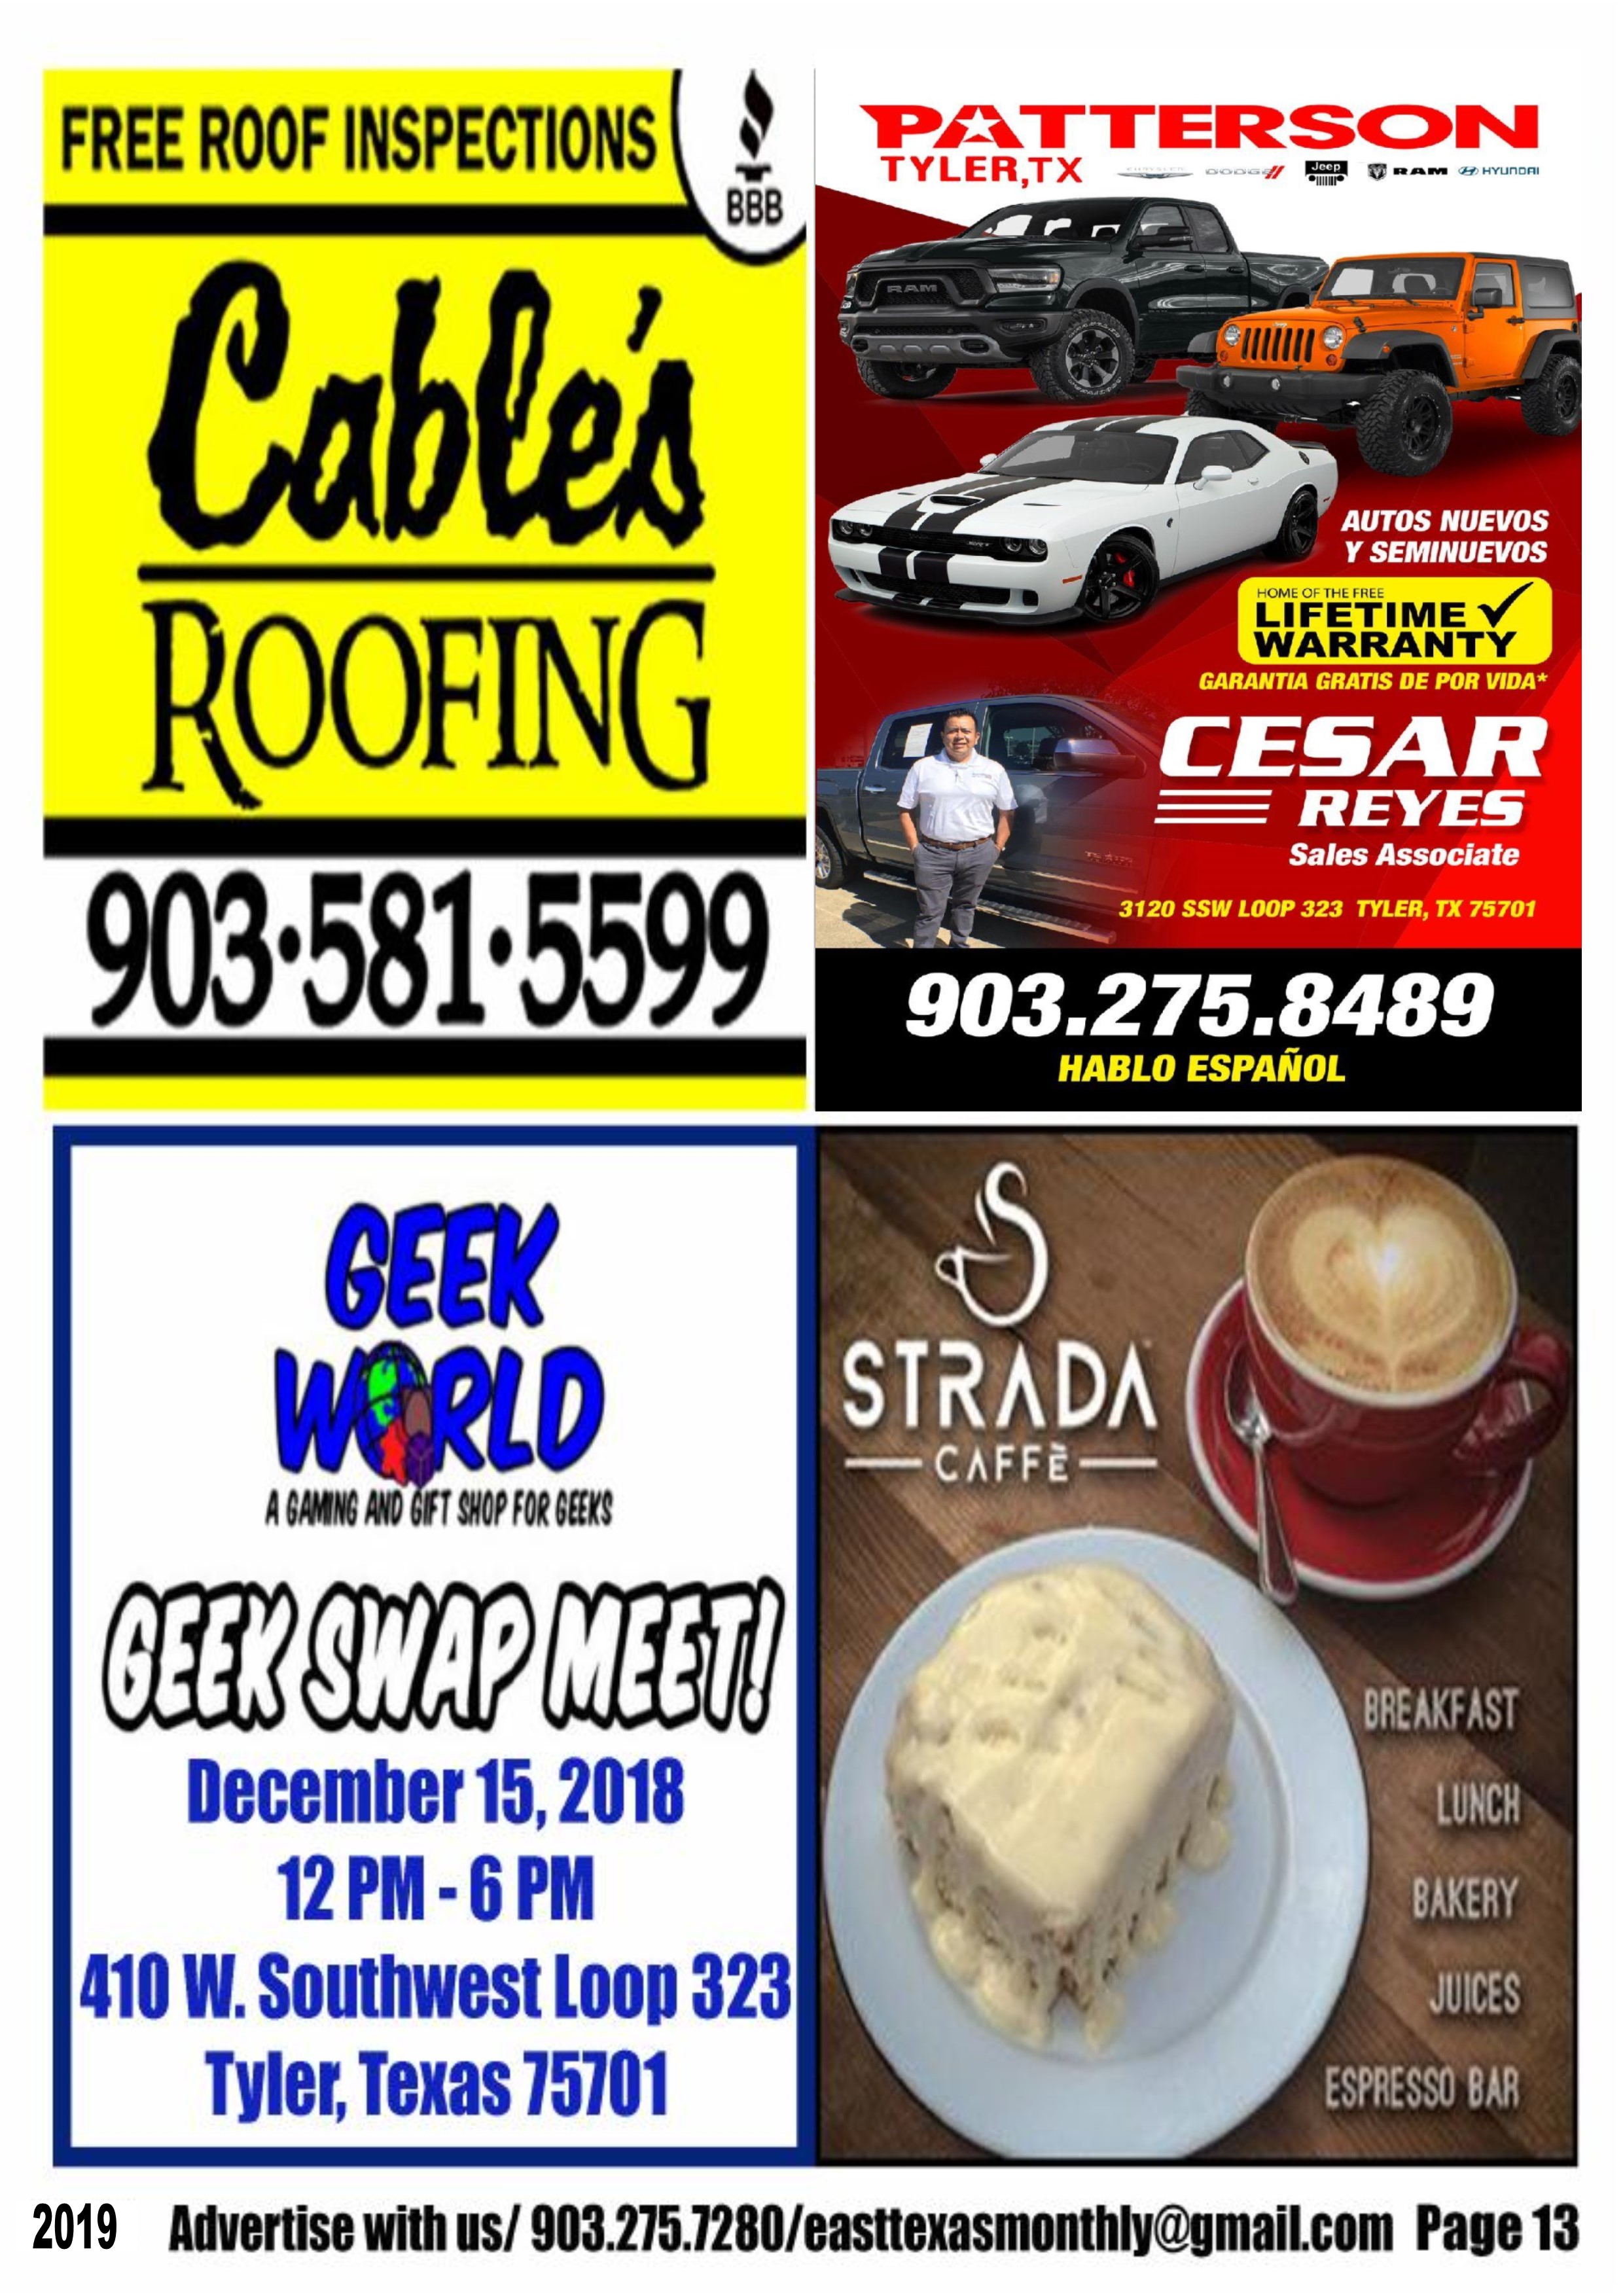 FREE ROOF INSPECTIONS
BBB
Cable's
ROOFING
903·581·5599
PATTERSON
TYLER,TX
CHRYSLER DODGE Jeep RAM HYUNDAI
RAM
AUTOS NUEVOS
Y SEMINUEVOS
HOME OF THE FREE
LIFETIME
WARRANTY
GARANTIA GRATIS DE POR VIDA*
CESAR
REYES
Sales Associate
3120 SSW LOOP 323 TYLER, TX 75701
903.275.8489
HABLO ESPAÑOL
GEEK
WORLD
A GAMING AND GIFT SHOP FOR GEEKS
GEEK SWAP MEET!
December 15, 2018
12 PM - 6 PM
410 W. Southwest Loop 323
Tyler, Texas 75701
S
STRADA
CAFFÈ
BREAKFAST
LUNCH
BAKERY
JUICES
ESPRESSO BAR
2019 Advertise with us/ 903.275.7280/easttexasmonthly@gmail.com Page 13